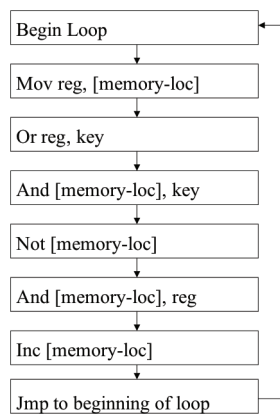 Begin Loop
Mov reg, [memory-loc]
Or reg, key
And [memory-loc], key
Not [memory-loc]
And [memory-loc], reg
Inc [memory-loc]
Jmp to beginning of loop